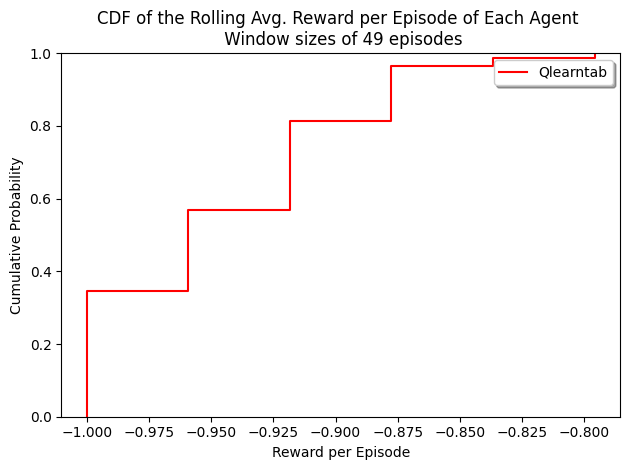 CDF of the Rolling Avg. Reward per Episode of Each Agent
Window sizes of 49 episodes
Qlearntab
Cumulative Probability
1.0
0.8
0.6
0.4
0.2
0.0
−1.000 −0.975 −0.950 −0.925 −0.900 −0.875 −0.850 −0.825 −0.800
Reward per Episode